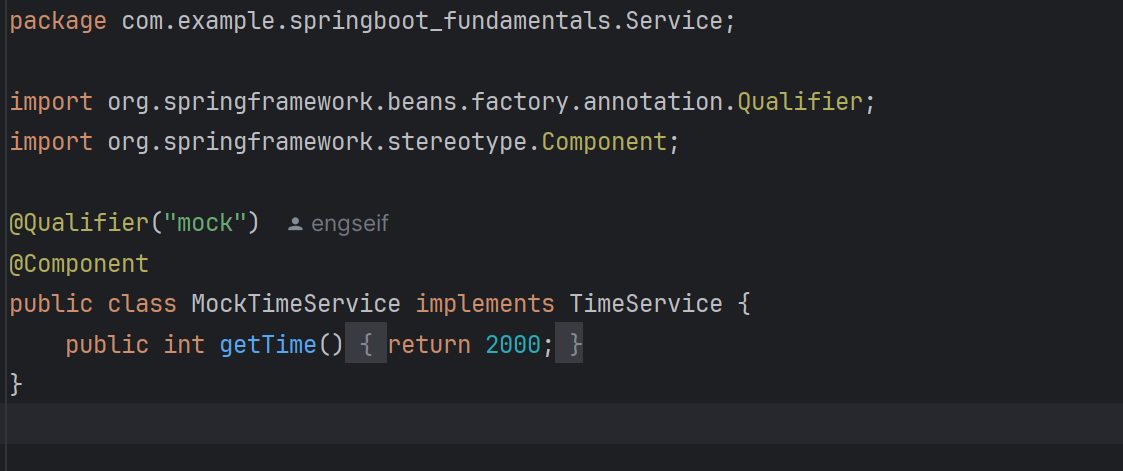 package com.example.springboot_fundamentals.Service;
import org.springframework.beans.factory.annotation.Qualifier;
import org.springframework.stereotype.Component;
@Qualifier("mock") engseif
@Component
public class MockTimeService implements TimeService {
public int getTime() { return 2000; }
}